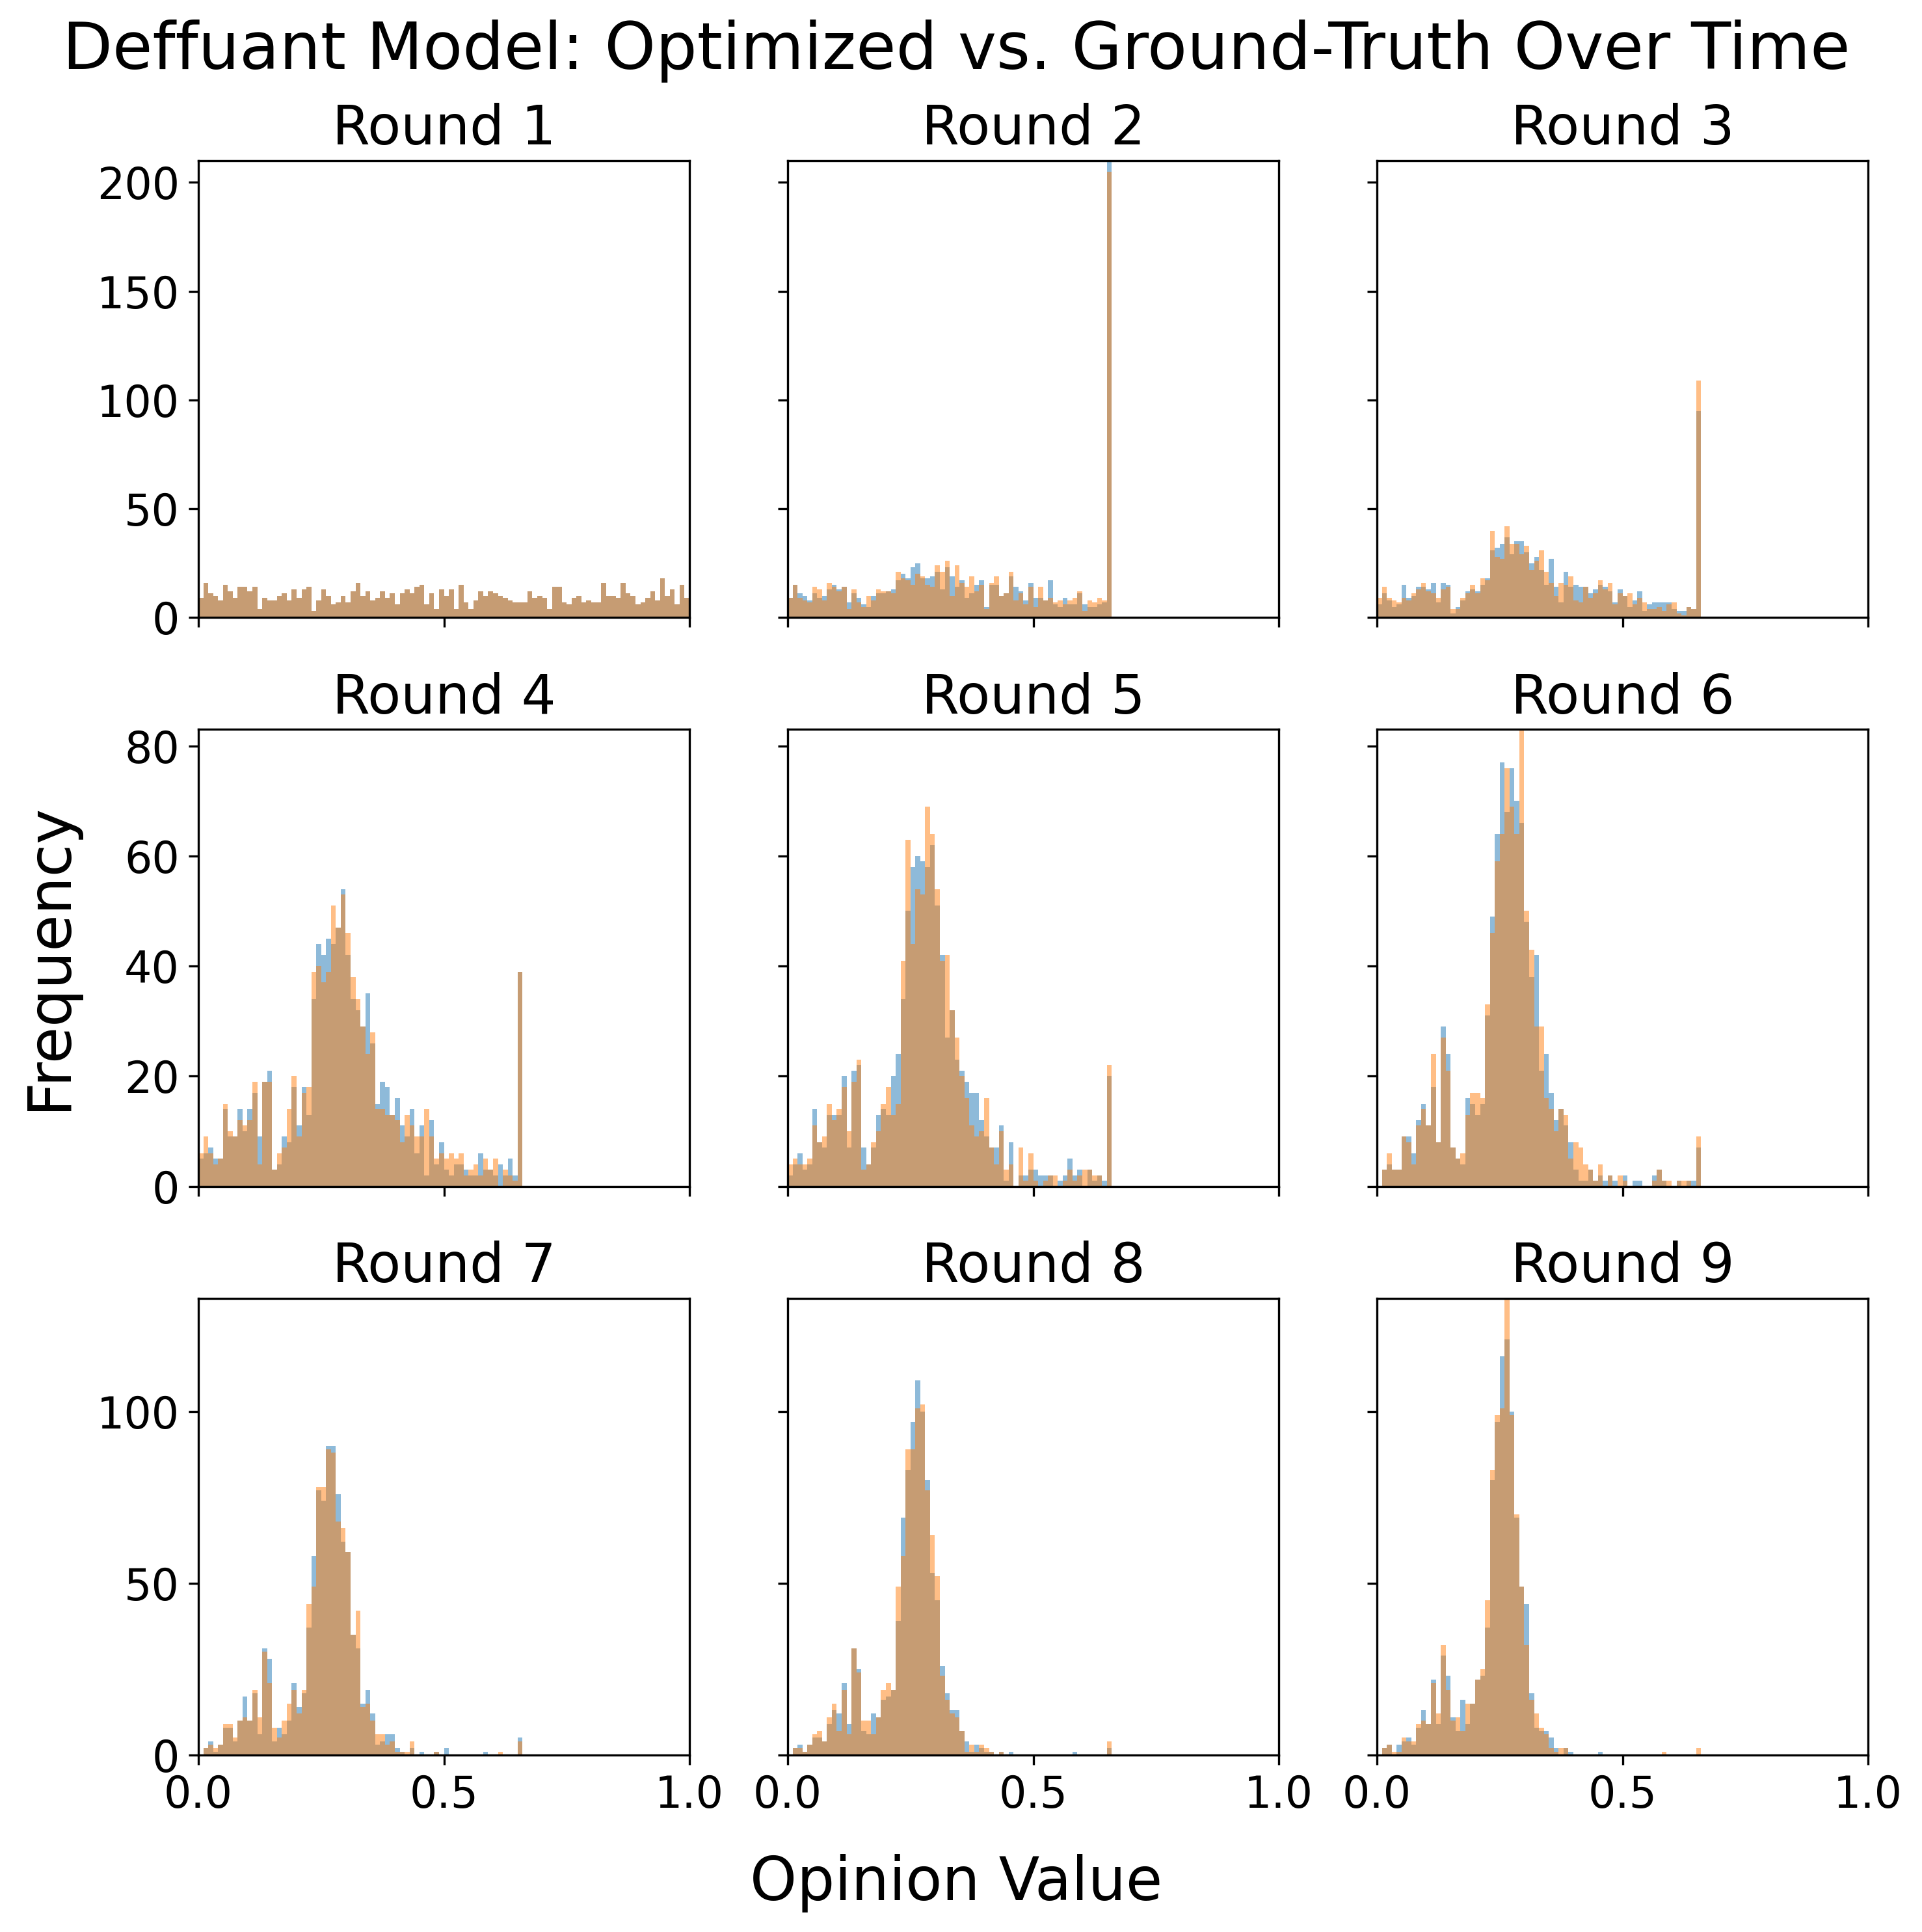 Deffuant Model: Optimized vs. Ground-Truth Over Time
Round 1
Round 2
Round 3
200
150
100
50
0
Round 4
Round 5
Round 6
80
60
40
20
0
Frequency
Round 7
Round 8
Round 9
100
50
0
0.0 0.5 1.0 0.0 0.5 1.0 0.0 0.5 1.0
Opinion Value